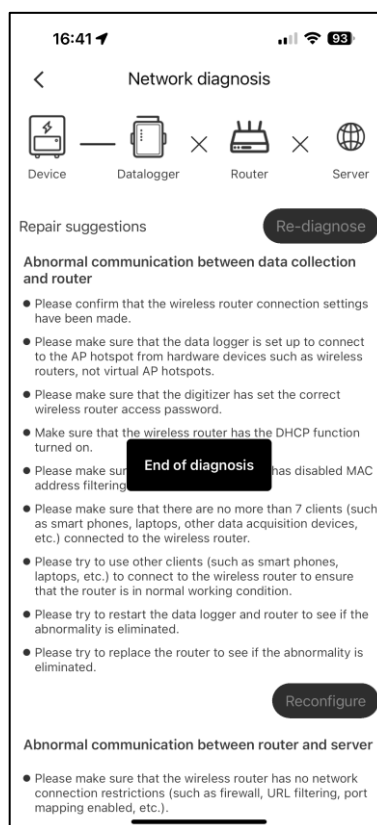 16:41
93
Network diagnosis
Device Datalogger Router Server
Repair suggestions
Re-diagnose
Abnormal communication between data collection
and router
● Please confirm that the wireless router connection settings
have been made.
● Please make sure that the data logger is set up to connect
to the AP hotspot from hardware devices such as wireless
routers, not virtual AP hotspots.
● Please make sure that the digitizer has set the correct
wireless router access password.
● Make sure that the wireless router has the DHCP function
turned on.
● Please make sur has disabled MAC
address filtering
End of diagnosis
● Please make sure that there are no more than 7 clients (such
as smart phones, laptops, other data acquisition devices,
etc.) connected to the wireless router.
● Please try to use other clients (such as smart phones,
laptops, etc.) to connect to the wireless router to ensure
that the router is in normal working condition.
● Please try to restart the data logger and router to see if the
abnormality is eliminated.
● Please try to replace the router to see if the abnormality is
eliminated.
Reconfigure
Abnormal communication between router and server
● Please make sure that the wireless router has no network
connection restrictions (such as firewall, URL filtering, port
mapping enabled, etc.).